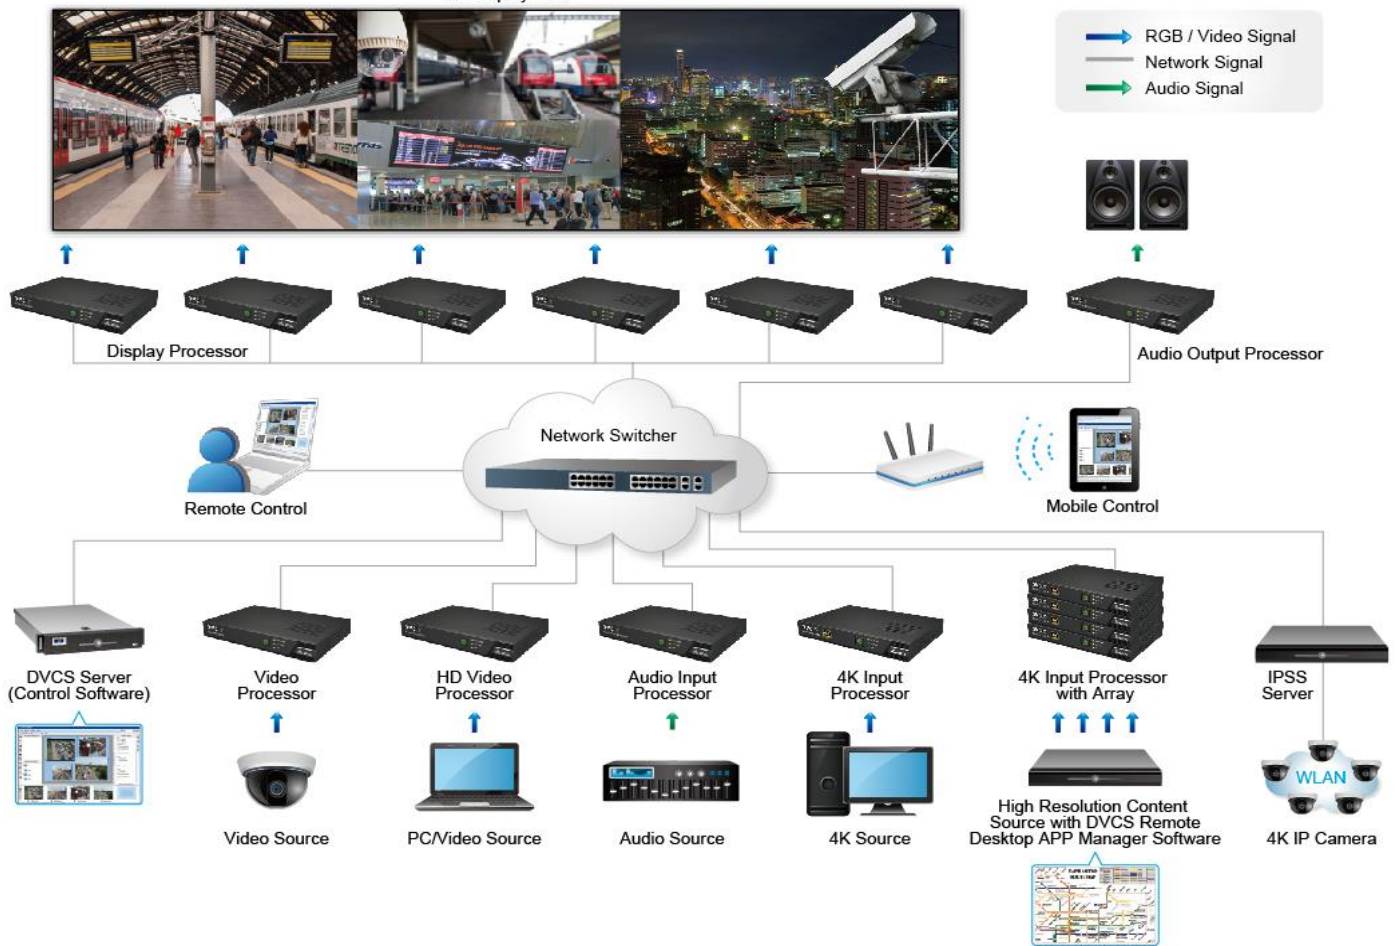 RGB / Video Signal
Network Signal
Audio Signal
Display Processor
Audio Output Processor
Network Switcher
Remote Control
Mobile Control
DVCS Server
(Control Software)
Video
Processor
HD Video
Processor
Audio Input
Processor
4K Input
Processor
4K Input Processor
with Array
IPSS
Server
WLAN
Video Source
PC/Video Source
Audio Source
4K Source
High Resolution Content
Source with DVCS Remote
Desktop APP Manager Software
4K IP Camera